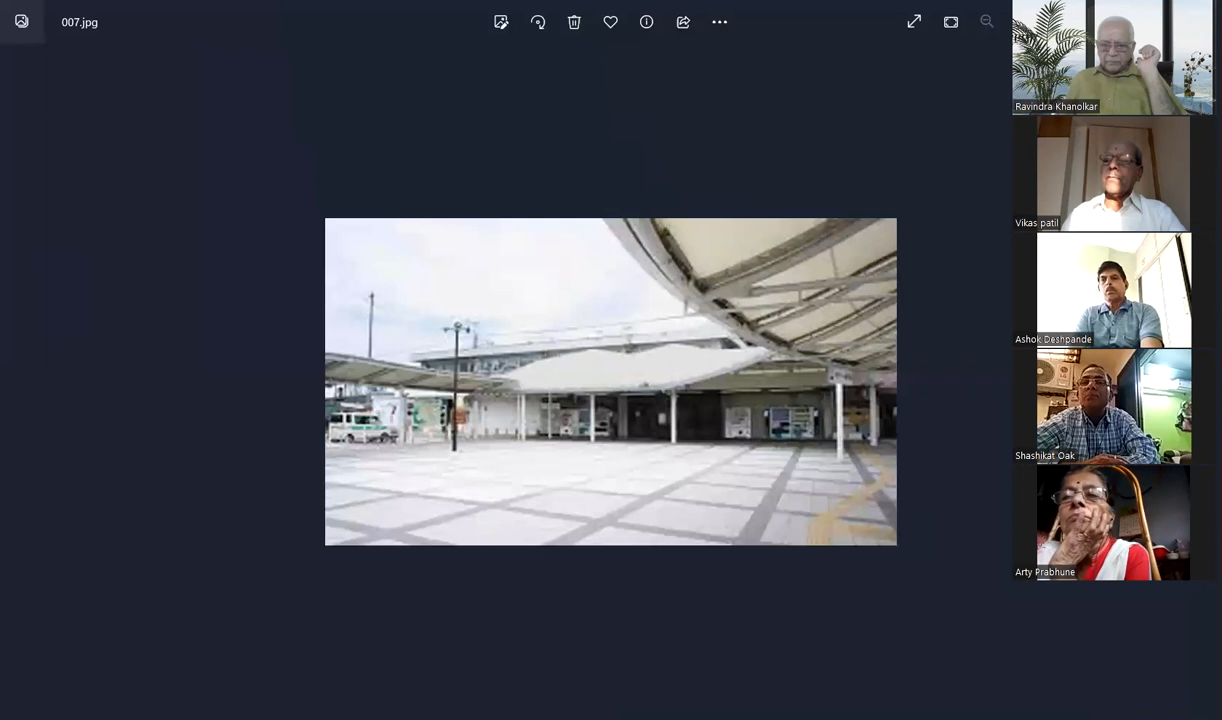 007.jpg
Ravindra Khanolkar
Vikas patil
Ashok Deshpande
Shashikat Oak
Arty Prabhune